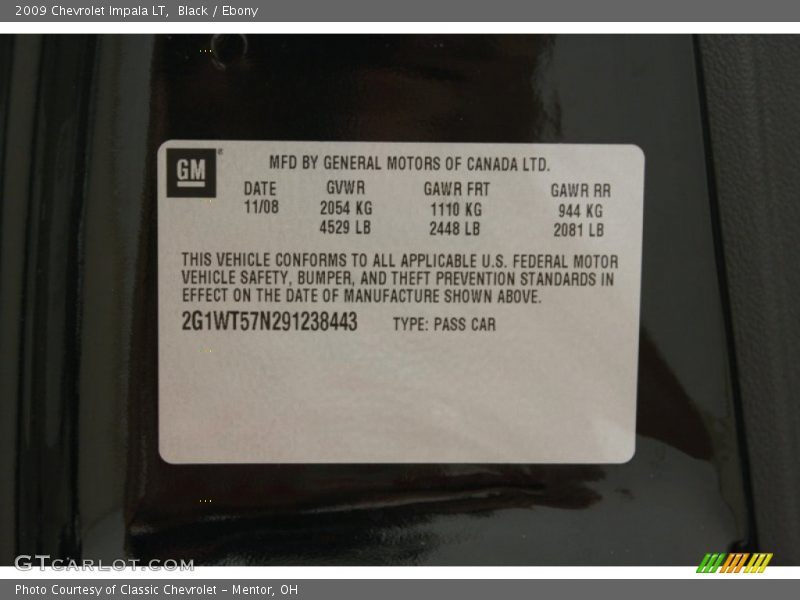 2009 Chevrolet Impala LT, Black / Ebony
GM
MFD BY GENERAL MOTORS OF CANADA LTD.
DATE GVWR GAWR FRT GAWR RR
11/08 2054 KG 1110 KG 944 KG
4529 LB 2448 LB 2081 LB
THIS VEHICLE CONFORMS TO ALL APPLICABLE U.S. FEDERAL MOTOR
VEHICLE SAFETY, BUMPER, AND THEFT PREVENTION STANDARDS IN
EFFECT ON THE DATE OF MANUFACTURE SHOWN ABOVE.
2G1WT57N291238443 TYPE: PASS CAR
GTCARLOT.COM
Photo Courtesy of Classic Chevrolet - Mentor, OH